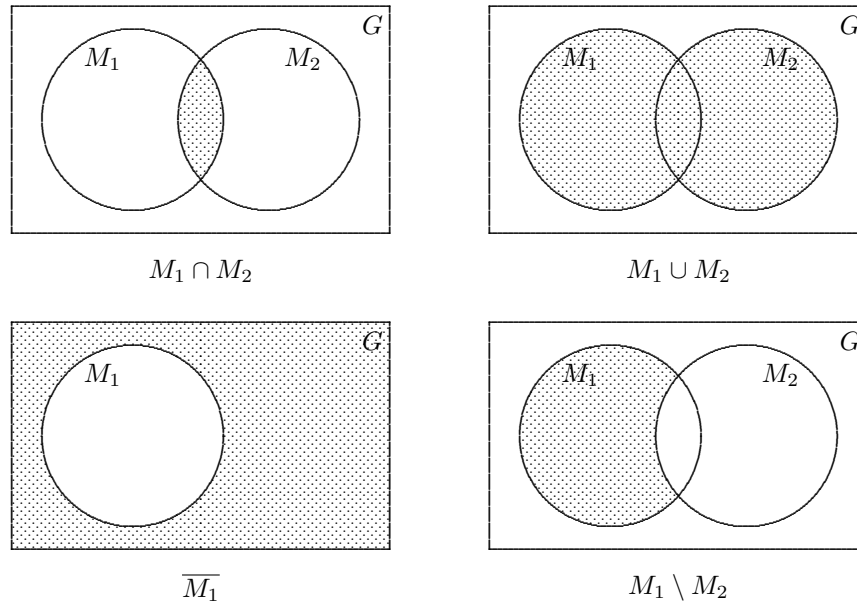 G G
M₁ M₂ M₁ M₂
M₁ ∩ M₂ M₁ ∪ M₂
G G
M₁ M₁ M₂
M̅₁̅ M₁ \ M₂